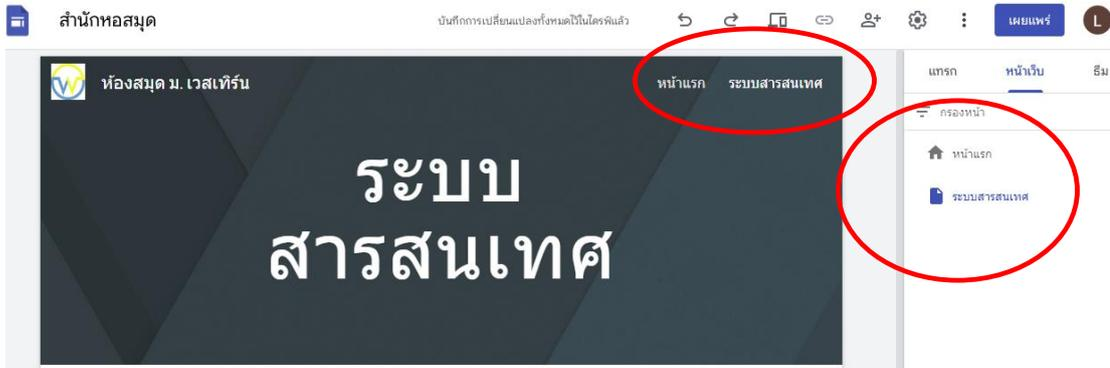 สำนักหอสมุด
บันทึกการเปลี่ยนแปลงทั้งหมดไว้ในไดรฟ์แล้ว
เผยแพร่
L
ห้องสมุด ม. เวสเทิร์น
หน้าแรก ระบบสารสนเทศ
ระบบ
สารสนเทศ
แทรก หน้าเว็บ ธีม
กรองหน้า
หน้าแรก
ระบบสารสนเทศ